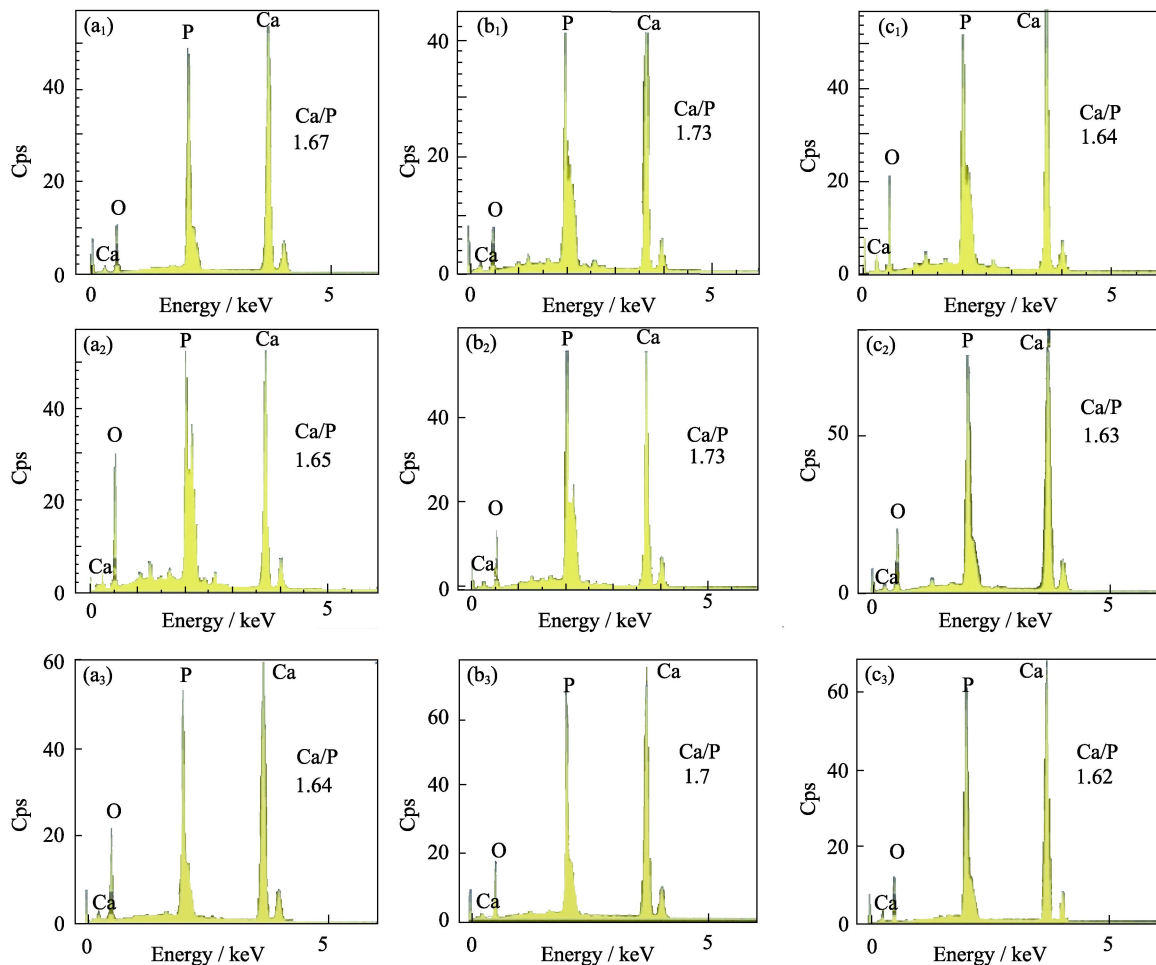 (a₁)
P
Ca
40
Ca/P
1.67
Cps
20
O
Ca
0
0
5
Energy / keV
(b₁)
40
P
Ca
Ca/P
1.73
Cps
20
O
Ca
0
0
5
Energy / keV
(c₁)
P
Ca
40
Ca/P
1.64
Cps
O
20
Ca
0
0
5
Energy / keV
(a₂)
P
Ca
40
O
Ca/P
1.65
Cps
20
Ca
0
0
5
Energy / keV
(b₂)
P
Ca
40
Ca/P
1.73
Cps
20
O
Ca
0
0
5
Energy / keV
(c₂)
P
Ca
Ca/P
1.63
50
Cps
O
Ca
0
0
5
Energy / keV
(a₃)
60
P
Ca
Ca/P
1.64
40
Cps
20
O
Ca
0
0
5
Energy / keV
(b₃)
P
Ca
60
Ca/P
1.7
40
Cps
20
O
Ca
0
0
5
Energy / keV
(c₃)
P
Ca
60
Ca/P
1.62
40
Cps
20
O
Ca
0
0
5
Energy / keV